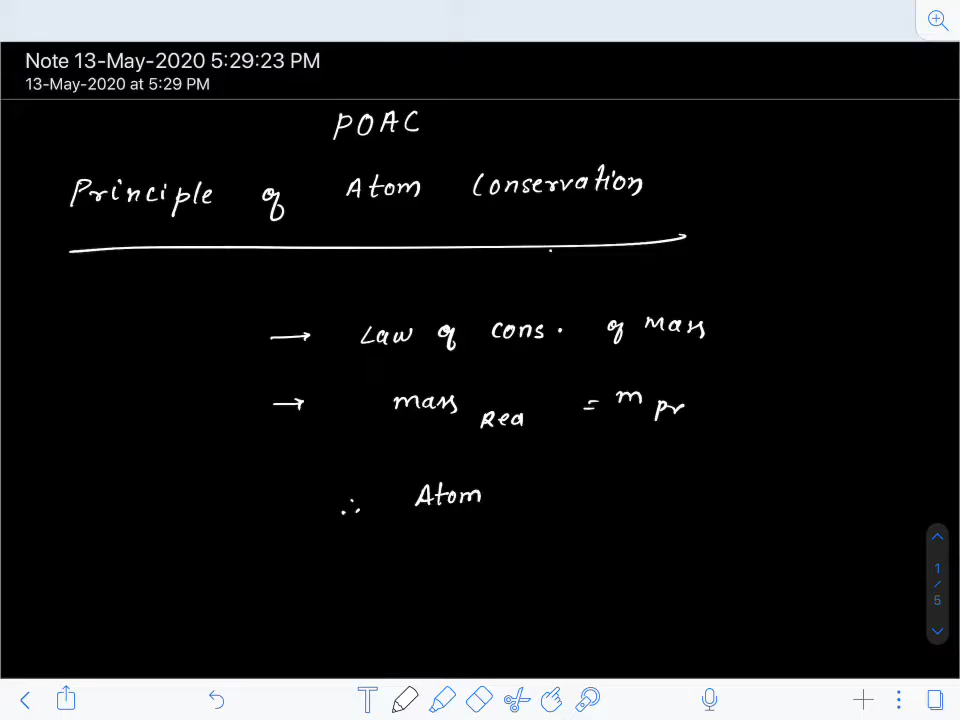 Note 13-May-2020 5:29:23 PM
13-May-2020 at 5:29 PM
POAC
Principle of Atom Conservation
→ Law of cons. of mass
→ mass Rea = m pr
∴ Atom
1
/
5